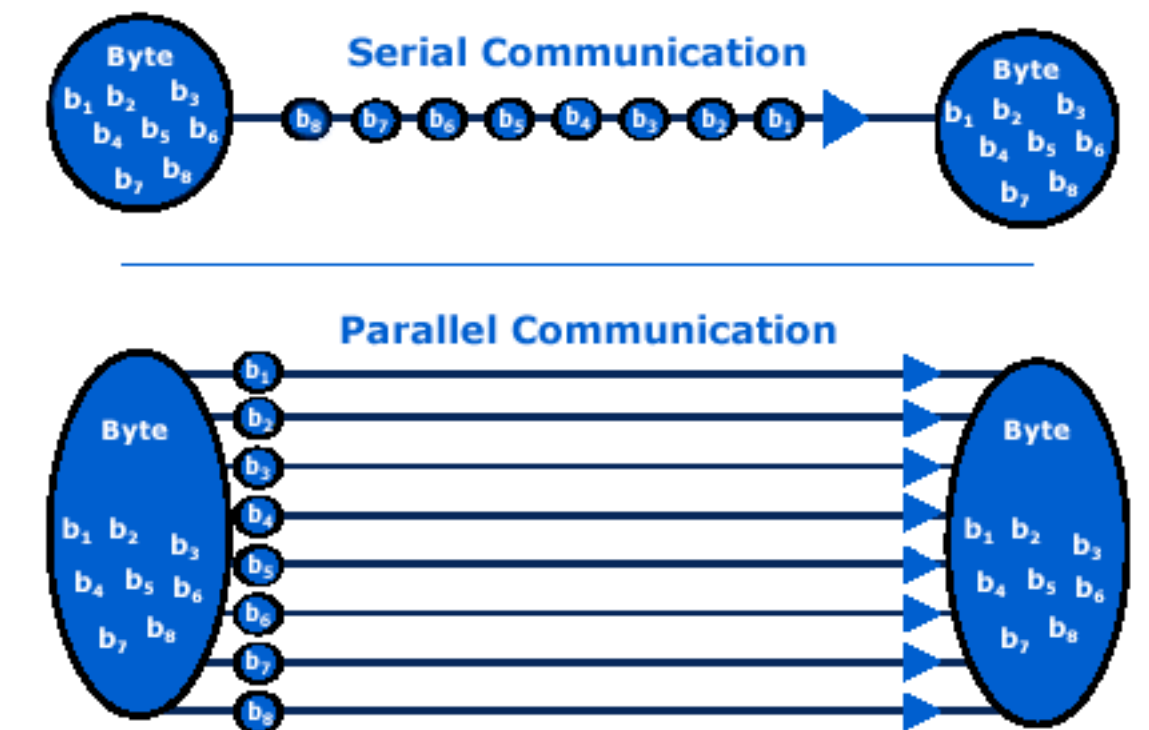 Serial Communication
Byte
b₁ b₂ b₃
b₄ b₅ b₆
b₇ b₈
b₈ b₇ b₆ b₅ b₄ b₃ b₂ b₁
Byte
b₁ b₂ b₃
b₄ b₅ b₆
b₇ b₈
Parallel Communication
Byte
b₁ b₂ b₃
b₄ b₅ b₆
b₇ b₈
b₁
b₂
b₃
b₄
b₅
b₆
b₇
b₈
Byte
b₁ b₂ b₃
b₄ b₅ b₆
b₇ b₈